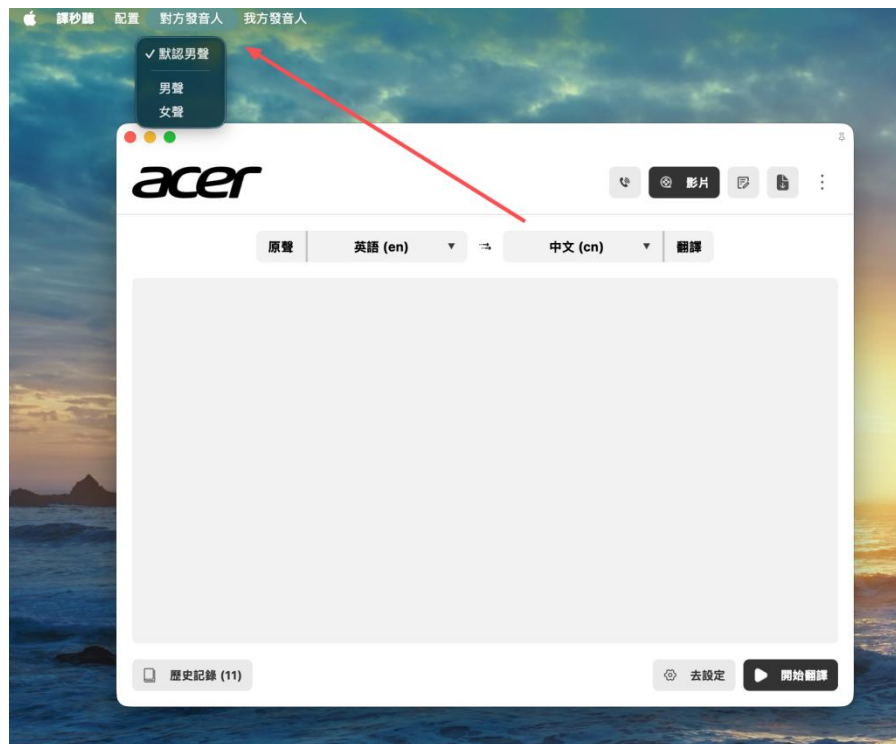 譯秒聽 配置 對方發音人 我方發音人
✓ 默認男聲
男聲
女聲
acer
影片
原聲 英語 (en) ▼ 中文 (cn) ▼ 翻譯
歷史記錄 (11)
去設定
開始翻譯